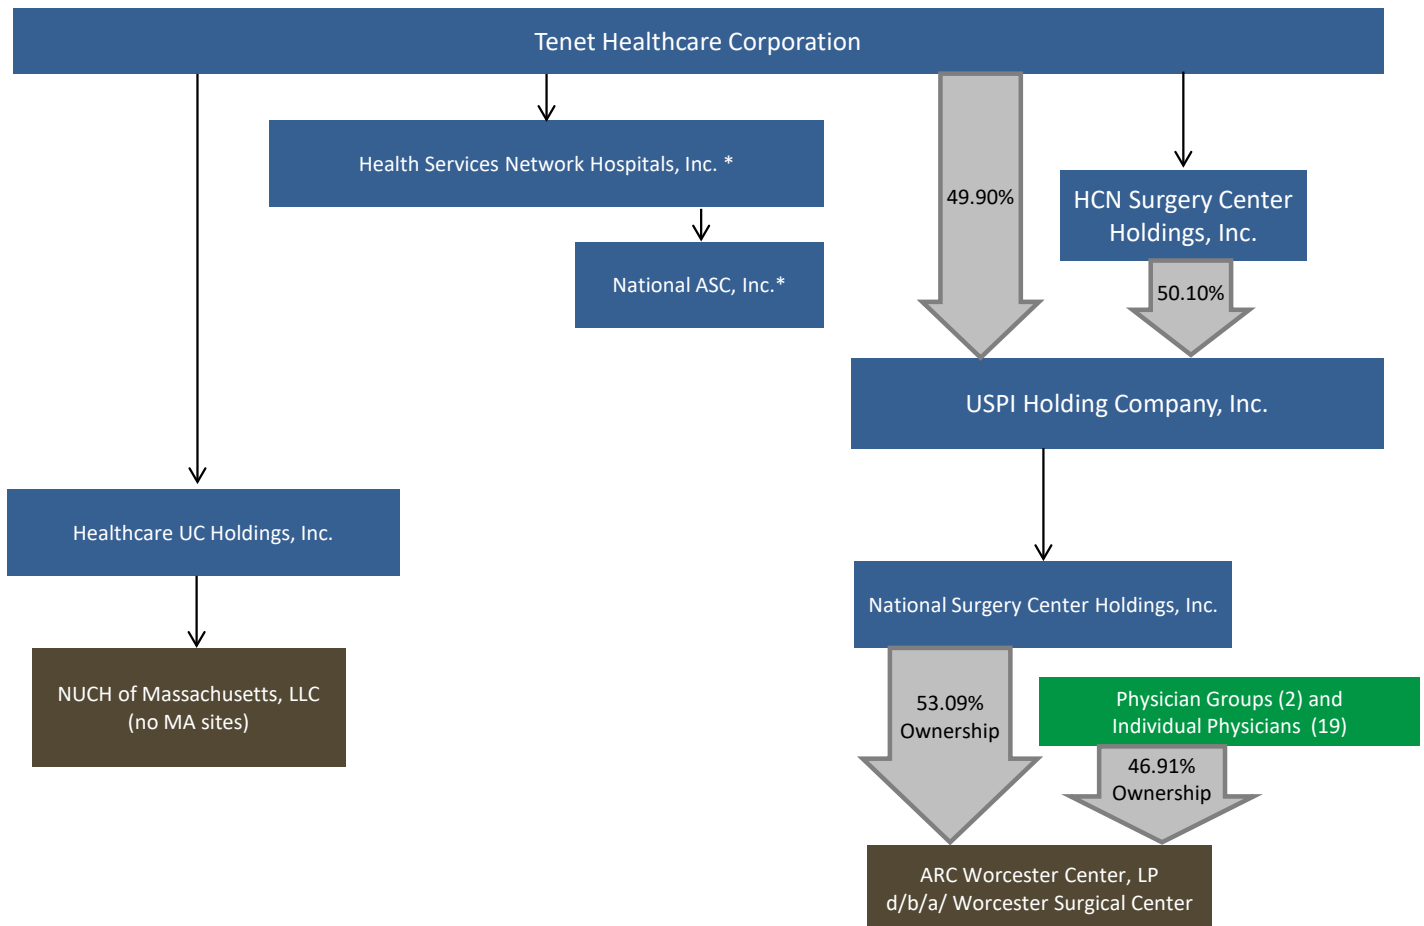 Tenet Healthcare Corporation
Health Services Network Hospitals, Inc. *
49.90%
HCN Surgery Center
Holdings, Inc.
National ASC, Inc.*
50.10%
USPI Holding Company, Inc.
Healthcare UC Holdings, Inc.
National Surgery Center Holdings, Inc.
NUCH of Massachusetts, LLC
(no MA sites)
53.09%
Ownership
Physician Groups (2) and
Individual Physicians  (19)
46.91%
Ownership
ARC Worcester Center, LP
d/b/a/ Worcester Surgical Center